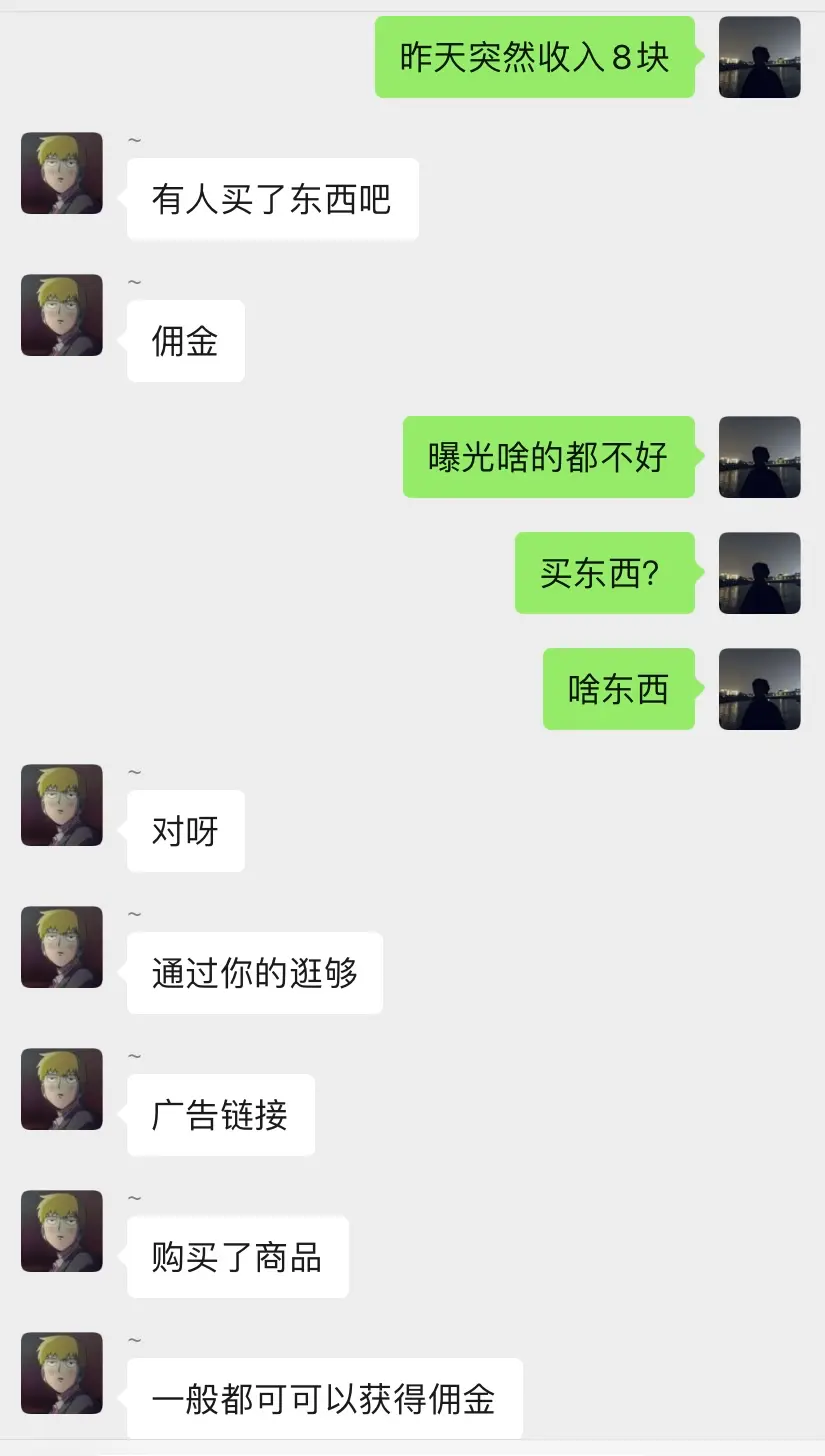 昨天突然收入8块
~
有人买了东西吧
~
佣金
曝光啥的都不好
买东西?
啥东西
~
对呀
~
通过你的逛够
~
广告链接
~
购买了商品
~
一般都可可以获得佣金